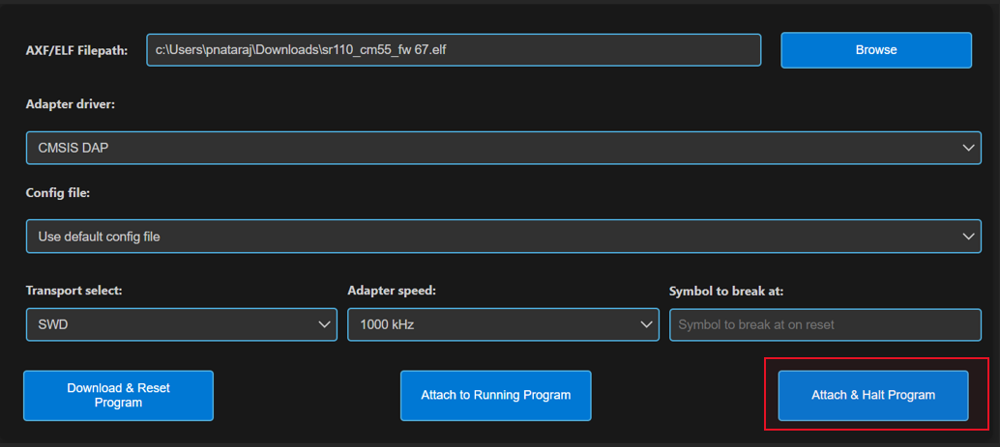 AXF/ELF Filepath:
c:\Users\pnataraj\Downloads\sr110_cm55_fw 67.elf
Browse
Adapter driver:
CMSIS DAP
Config file:
Use default config file
Transport select:
Adapter speed:
Symbol to break at:
SWD
1000 kHz
Symbol to break at on reset
Download & Reset
Program
Attach to Running Program
Attach & Halt Program